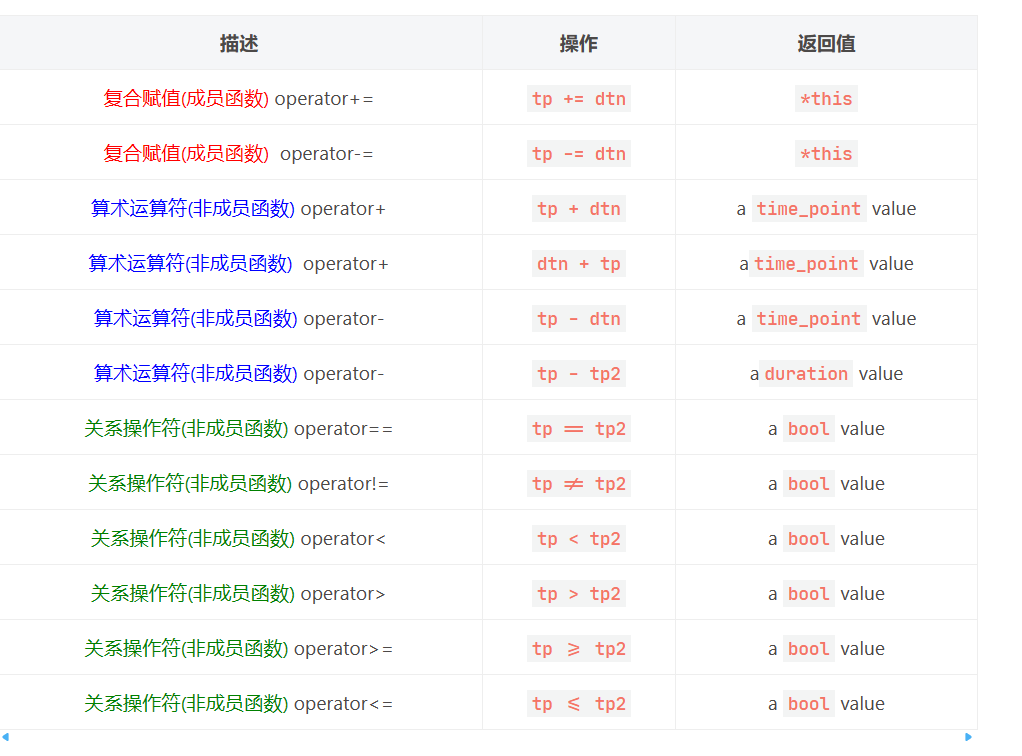 描述 操作 返回值
复合赋值(成员函数) operator+= tp += dtn *this
复合赋值(成员函数) operator-= tp -= dtn *this
算术运算符(非成员函数) operator+ tp + dtn a time_point value
算术运算符(非成员函数) operator+ dtn + tp a time_point value
算术运算符(非成员函数) operator- tp - dtn a time_point value
算术运算符(非成员函数) operator- tp - tp2 a duration value
关系操作符(非成员函数) operator== tp == tp2 a bool value
关系操作符(非成员函数) operator!= tp != tp2 a bool value
关系操作符(非成员函数) operator< tp < tp2 a bool value
关系操作符(非成员函数) operator> tp > tp2 a bool value
关系操作符(非成员函数) operator>= tp >= tp2 a bool value
关系操作符(非成员函数) operator<= tp <= tp2 a bool value